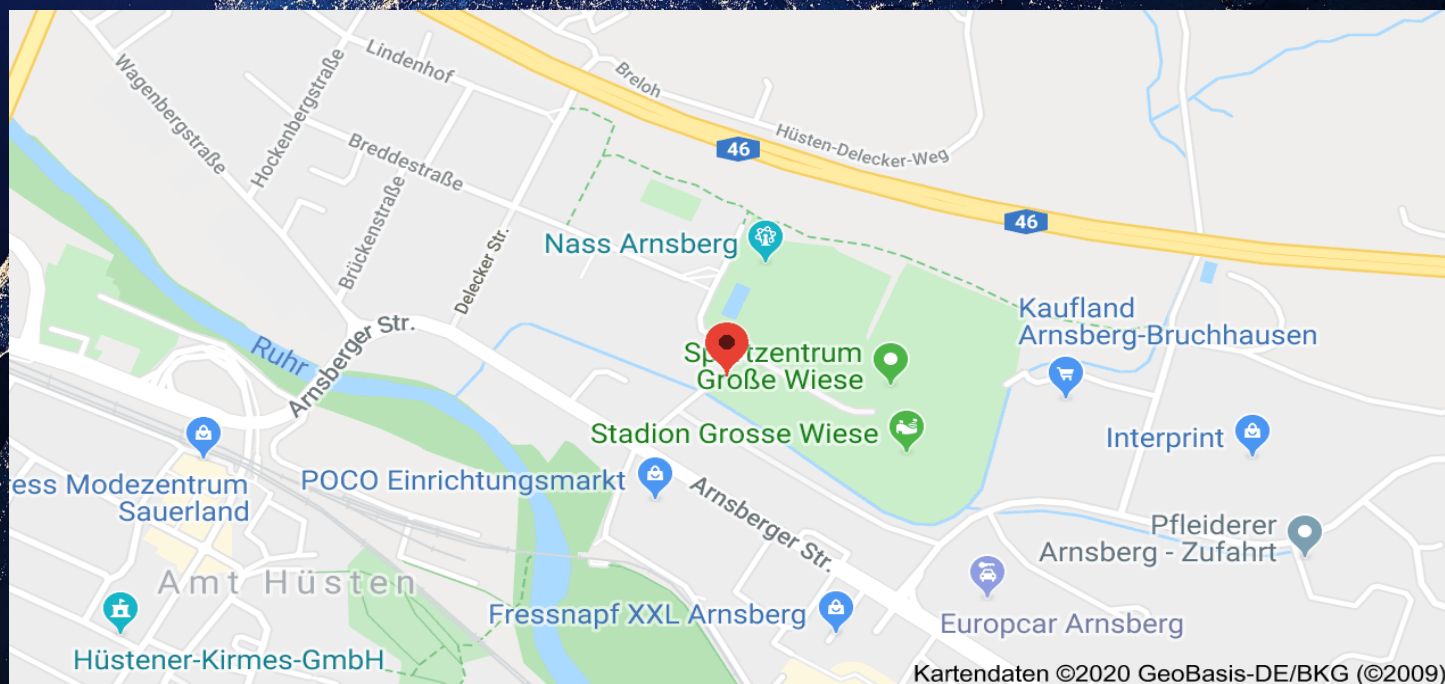 Lindenhof
Breloh
Wagenbergstraße
Hockenbergstraße
46
Hüsten-Delecker-Weg
Breddestraße
46
Brückenstraße
Delecker Str.
Nass Arnsberg
Kaufland
Arnsberg-Bruchhausen
Arnsberger Str.
Ruhr
Sp tzentrum
Große Wiese
Stadion Grosse Wiese
Interprint
ess Modezentrum
Sauerland
POCO Einrichtungsmarkt
Arnsberger Str.
Pfleiderer
Arnsberg - Zufahrt
Amt Hüsten
Fressnapf XXL Arnsberg
Europcar Arnsberg
Hüstener-Kirmes-GmbH
Kartendaten ©2020 GeoBasis-DE/BKG (©2009)